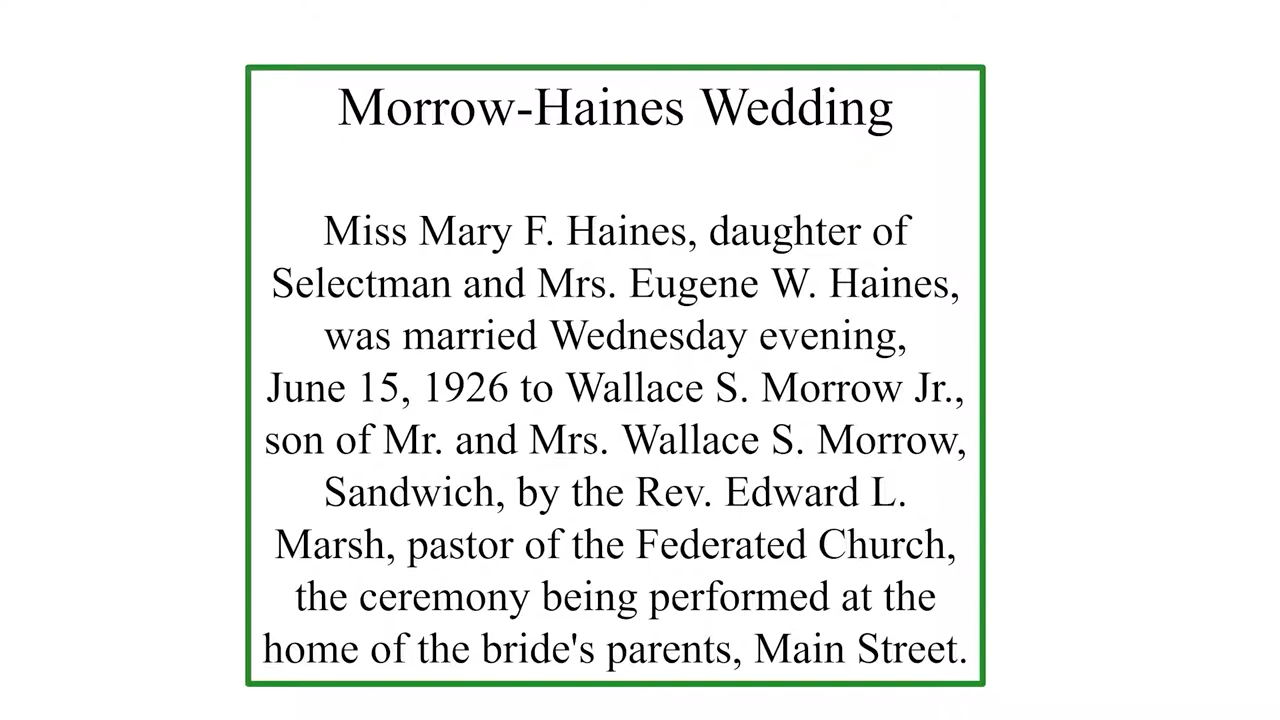 Morrow-Haines Wedding
Miss Mary F. Haines, daughter of
Selectman and Mrs. Eugene W. Haines,
was married Wednesday evening,
June 15, 1926 to Wallace S. Morrow Jr.,
son of Mr. and Mrs. Wallace S. Morrow,
Sandwich, by the Rev. Edward L.
Marsh, pastor of the Federated Church,
the ceremony being performed at the
home of the bride's parents, Main Street.